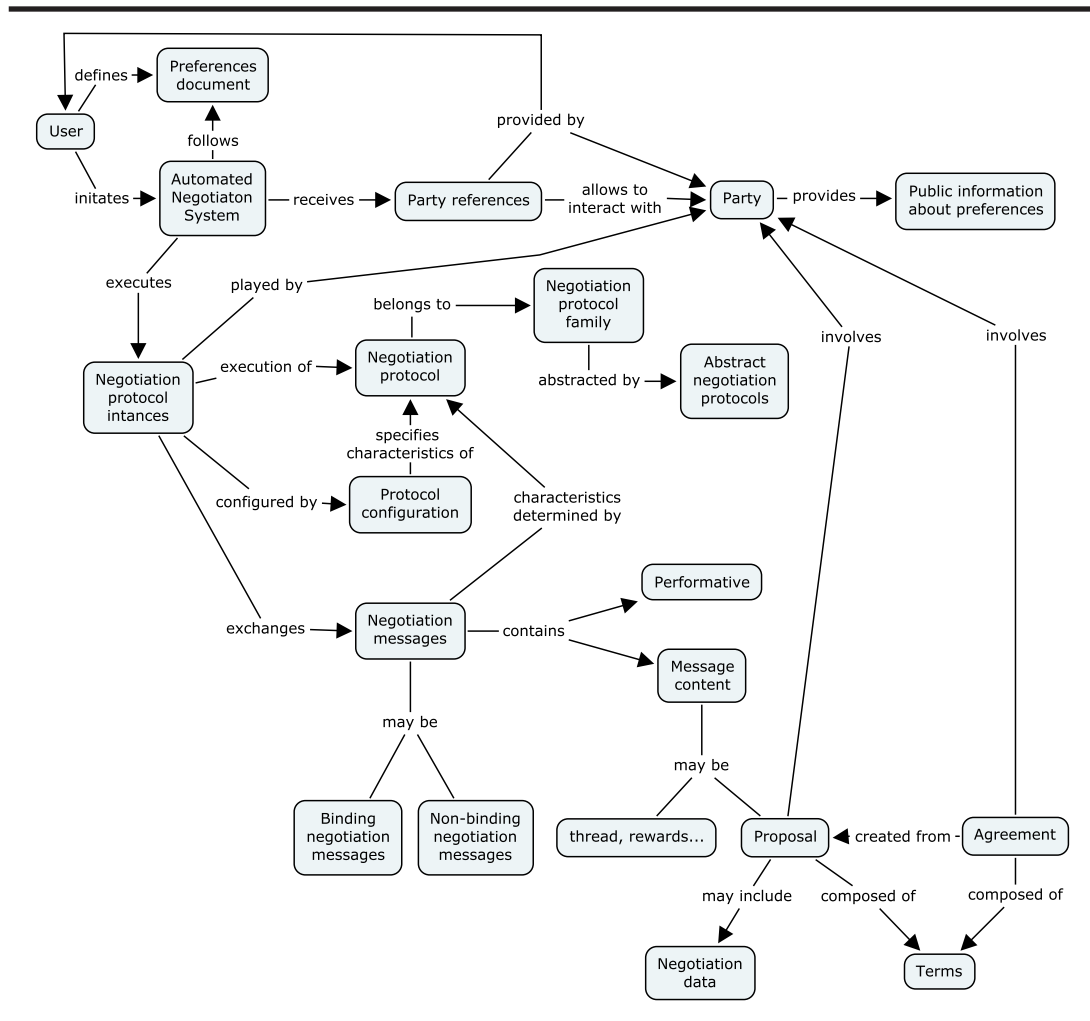 Preferences
document
defines
User
follows
initates
Automated
Negotiaton
System
receives
Party references
provided by
allows to
interact with
Party
provides
Public information
about preferences
executes
played by
belongs to
Negotiation
protocol
family
involves
involves
execution of
Negotiation
protocol
abstracted by
Abstract
negotiation
protocols
Negotiation
protocol
intances
specifies
characteristics of
configured by
Protocol
configuration
characteristics
determined by
Performative
exchanges
Negotiation
messages
contains
Message
content
may be
may be
Binding
negotiation
messages
Non-binding
negotiation
messages
thread, rewards...
Proposal
created from
Agreement
may include
composed of
composed of
Negotiation
data
Terms